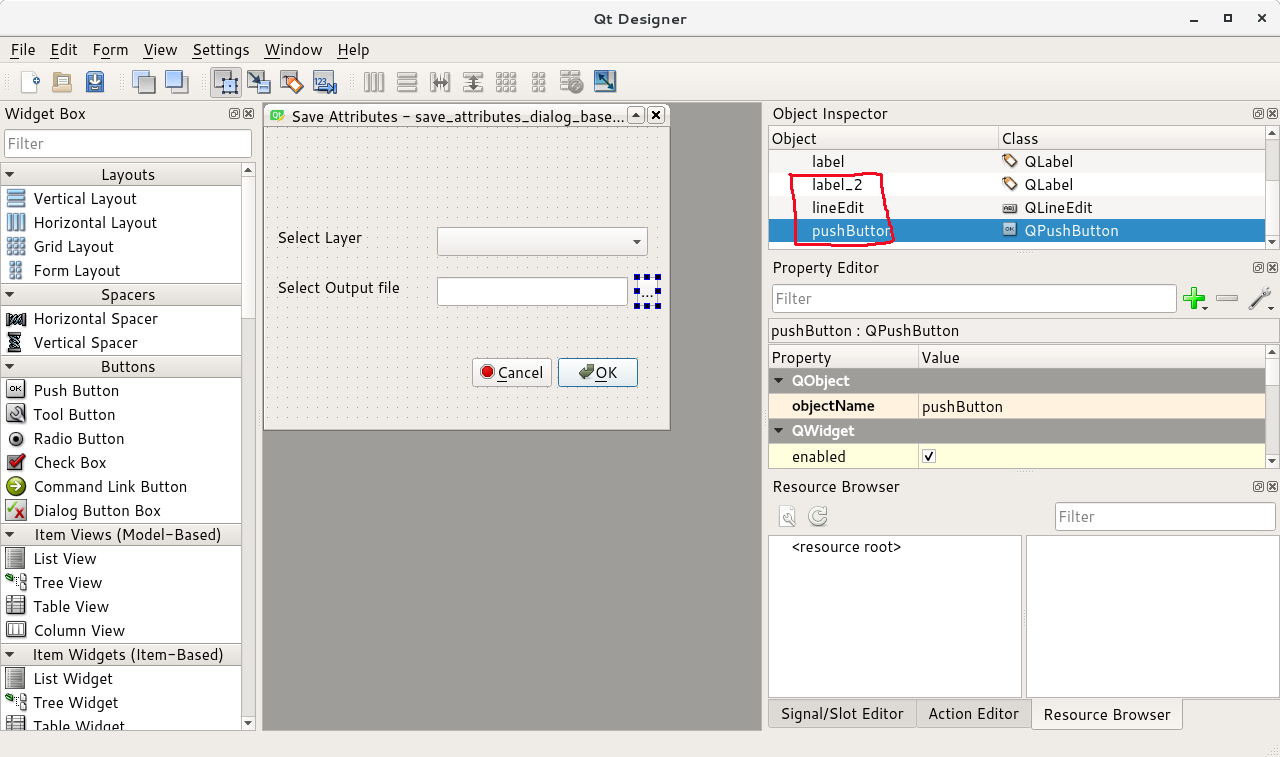 Qt Designer
File Edit Form View Settings Window Help
Widget Box
Filter
Layouts
Vertical Layout
Horizontal Layout
Grid Layout
Form Layout
Spacers
Horizontal Spacer
Vertical Spacer
Buttons
OK Push Button
Tool Button
Radio Button
Check Box
Command Link Button
Dialog Button Box
Item Views (Model-Based)
List View
Tree View
Table View
Column View
Item Widgets (Item-Based)
List Widget
Tree Widget
Table Widget
Qt Save Attributes - save_attributes_dialog_base...
Select Layer
Select Output file
...
Cancel OK
Object Inspector
Object Class
label QLabel
label_2 QLabel
lineEdit QLineEdit
pushButton QPushButton
Property Editor
Filter
pushButton : QPushButton
Property Value
QObject
objectName pushButton
QWidget
enabled
Resource Browser
Filter
<resource root>
Signal/Slot Editor Action Editor Resource Browser